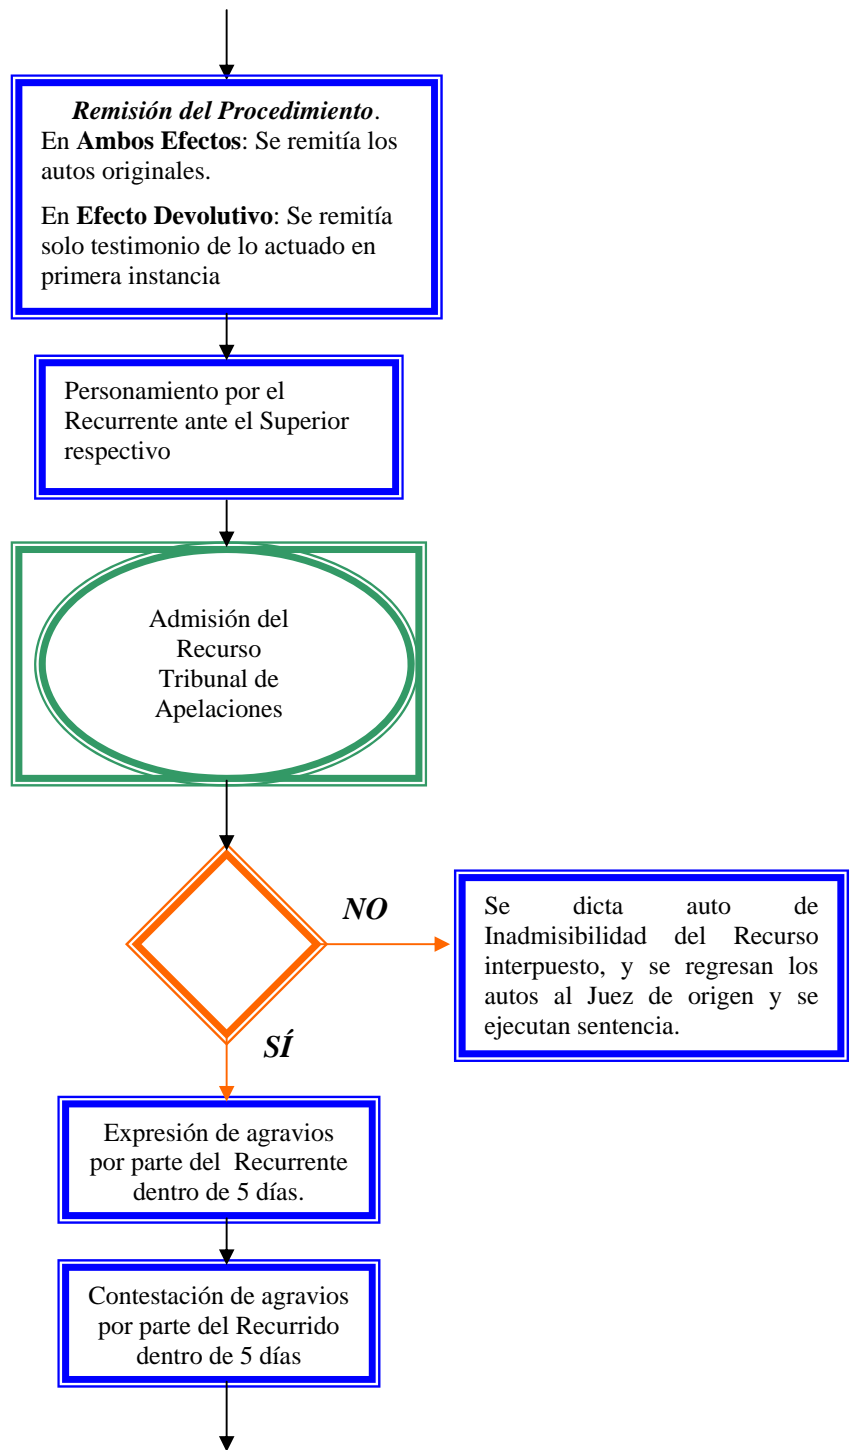 Remisión del Procedimiento.
En Ambos Efectos: Se remitía los
autos originales.
En Efecto Devolutivo: Se remitía
solo testimonio de lo actuado en
primera instancia
Personamiento por el
Recurrente ante el Superior
respectivo
Admisión del
Recurso
Tribunal de
Apelaciones
NO
Se dicta auto de
Inadmisibilidad del Recurso
interpuesto, y se regresan los
autos al Juez de origen y se
ejecutan sentencia.
SÍ
Expresión de agravios
por parte del Recurrente
dentro de 5 días.
Contestación de agravios
por parte del Recurrido
dentro de 5 días